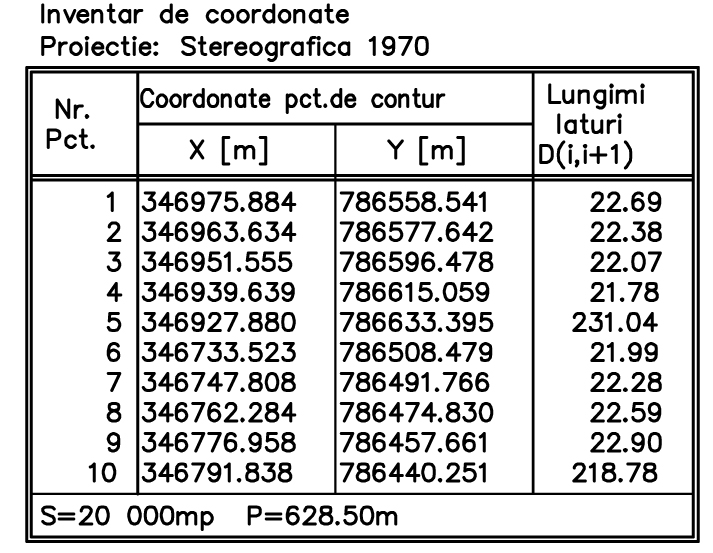 Inventar de coordonate
Proiectie: Stereografica 1970
Nr. Pct. Coordonate pct.de contur Lungimi laturi D(i,i+1)
X [m] Y [m]
1 346975.884 786558.541 22.69
2 346963.634 786577.642 22.38
3 346951.555 786596.478 22.07
4 346939.639 786615.059 21.78
5 346927.880 786633.395 231.04
6 346733.523 786508.479 21.99
7 346747.808 786491.766 22.28
8 346762.284 786474.830 22.59
9 346776.958 786457.661 22.90
10 346791.838 786440.251 218.78
S=20 000mp P=628.50m